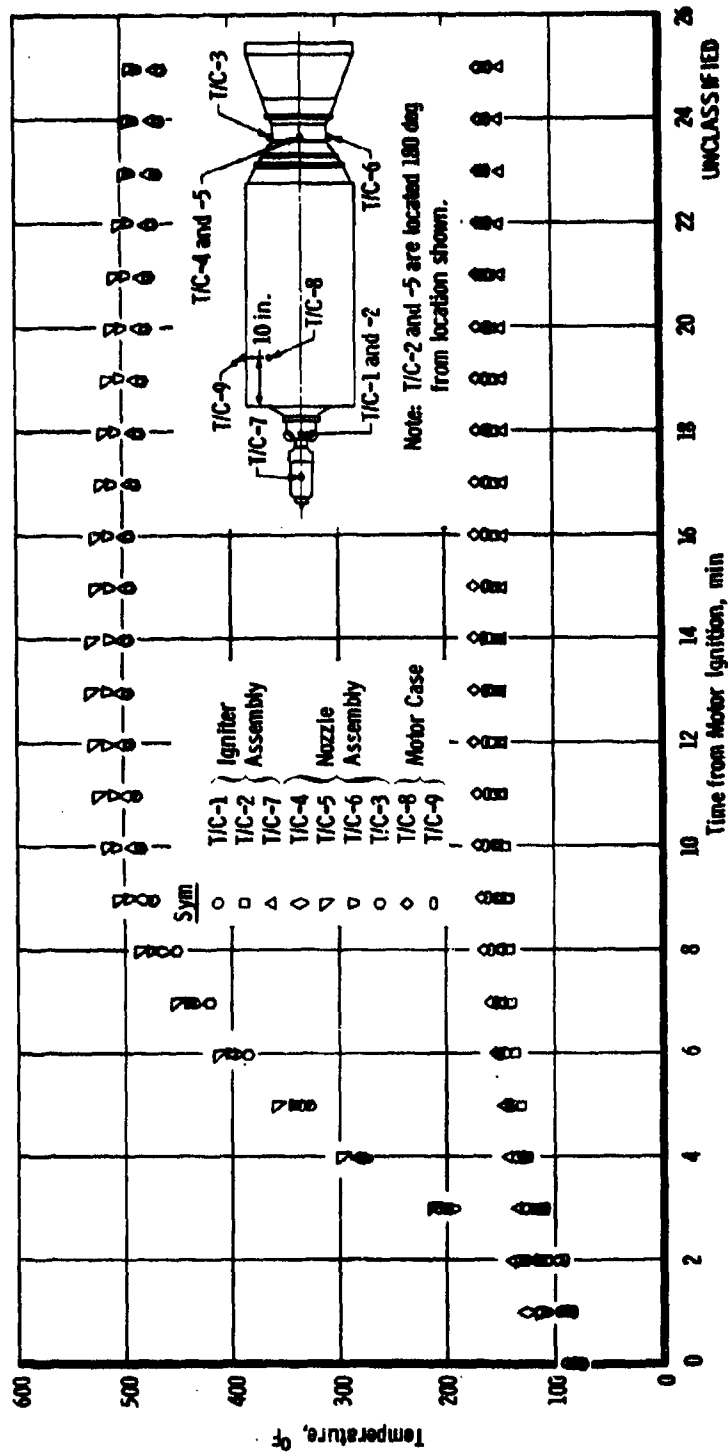 600
500
400
300
200
100
0
Temperature, °F
0
2
4
6
8
10
12
14
16
18
20
22
24
26
Time from Motor Ignition, min
UNCLASSIFIED
Sym
T/C-1
T/C-2
T/C-7
Igniter
Assembly
T/C-4
T/C-5
T/C-6
T/C-3
Nozzle
Assembly
T/C-8
T/C-9
Motor Case
T/C-9
T/C-7
10 in.
T/C-8
T/C-1 and -2
T/C-4 and -5
T/C-3
T/C-6
Note: T/C-2 and -5 are located 180 deg
from location shown.